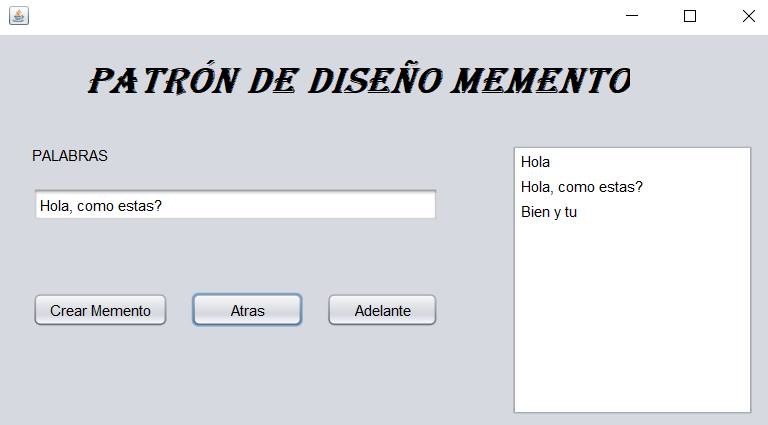 PATRÓN DE DISEÑO MEMENTO
PALABRAS
Hola, como estas?
Crear Memento
Atras
Adelante
Hola
Hola, como estas?
Bien y tu